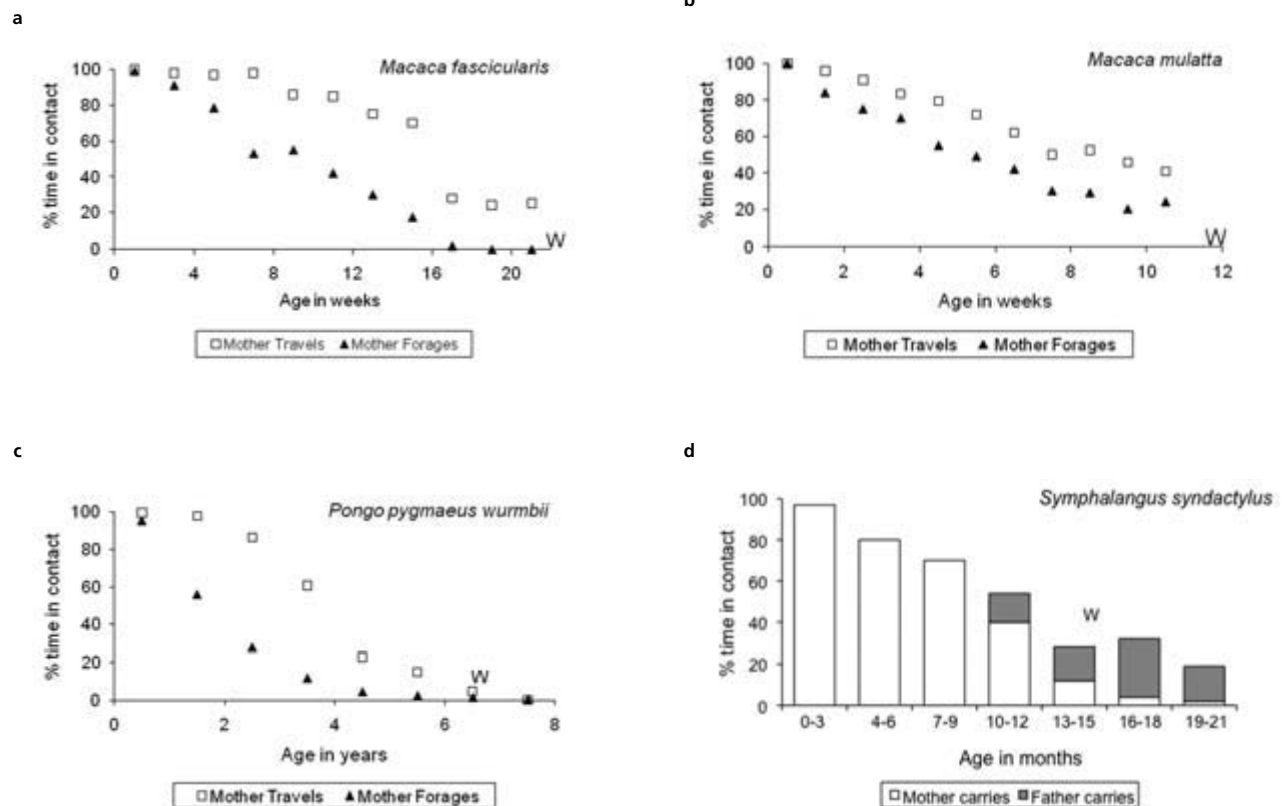 a
Macaca fascicularis
% time in contact
100
80
60
40
20
0
W
0 4 8 12 16 20
Age in weeks
Mother Travels Mother Forages
b
Macaca mulatta
% time in contact
100
80
60
40
20
0
W
0 2 4 6 8 10 12
Age in weeks
Mother Travels Mother Forages
c
Pongo pygmaeus wurmbii
% time in contact
100
80
60
40
20
0
W
0 2 4 6 8
Age in years
Mother Travels Mother Forages
d
Symphalangus syndactylus
% time in contact
100
80
60
40
20
0
W
0-3 4-6 7-9 10-12 13-15 16-18 19-21
Age in months
Mother carries Father carries